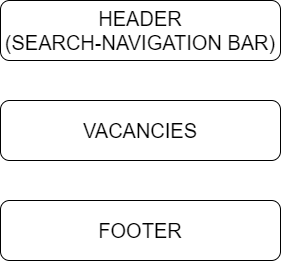 HEADER
(SEARCH-NAVIGATION BAR)
VACANCIES
FOOTER